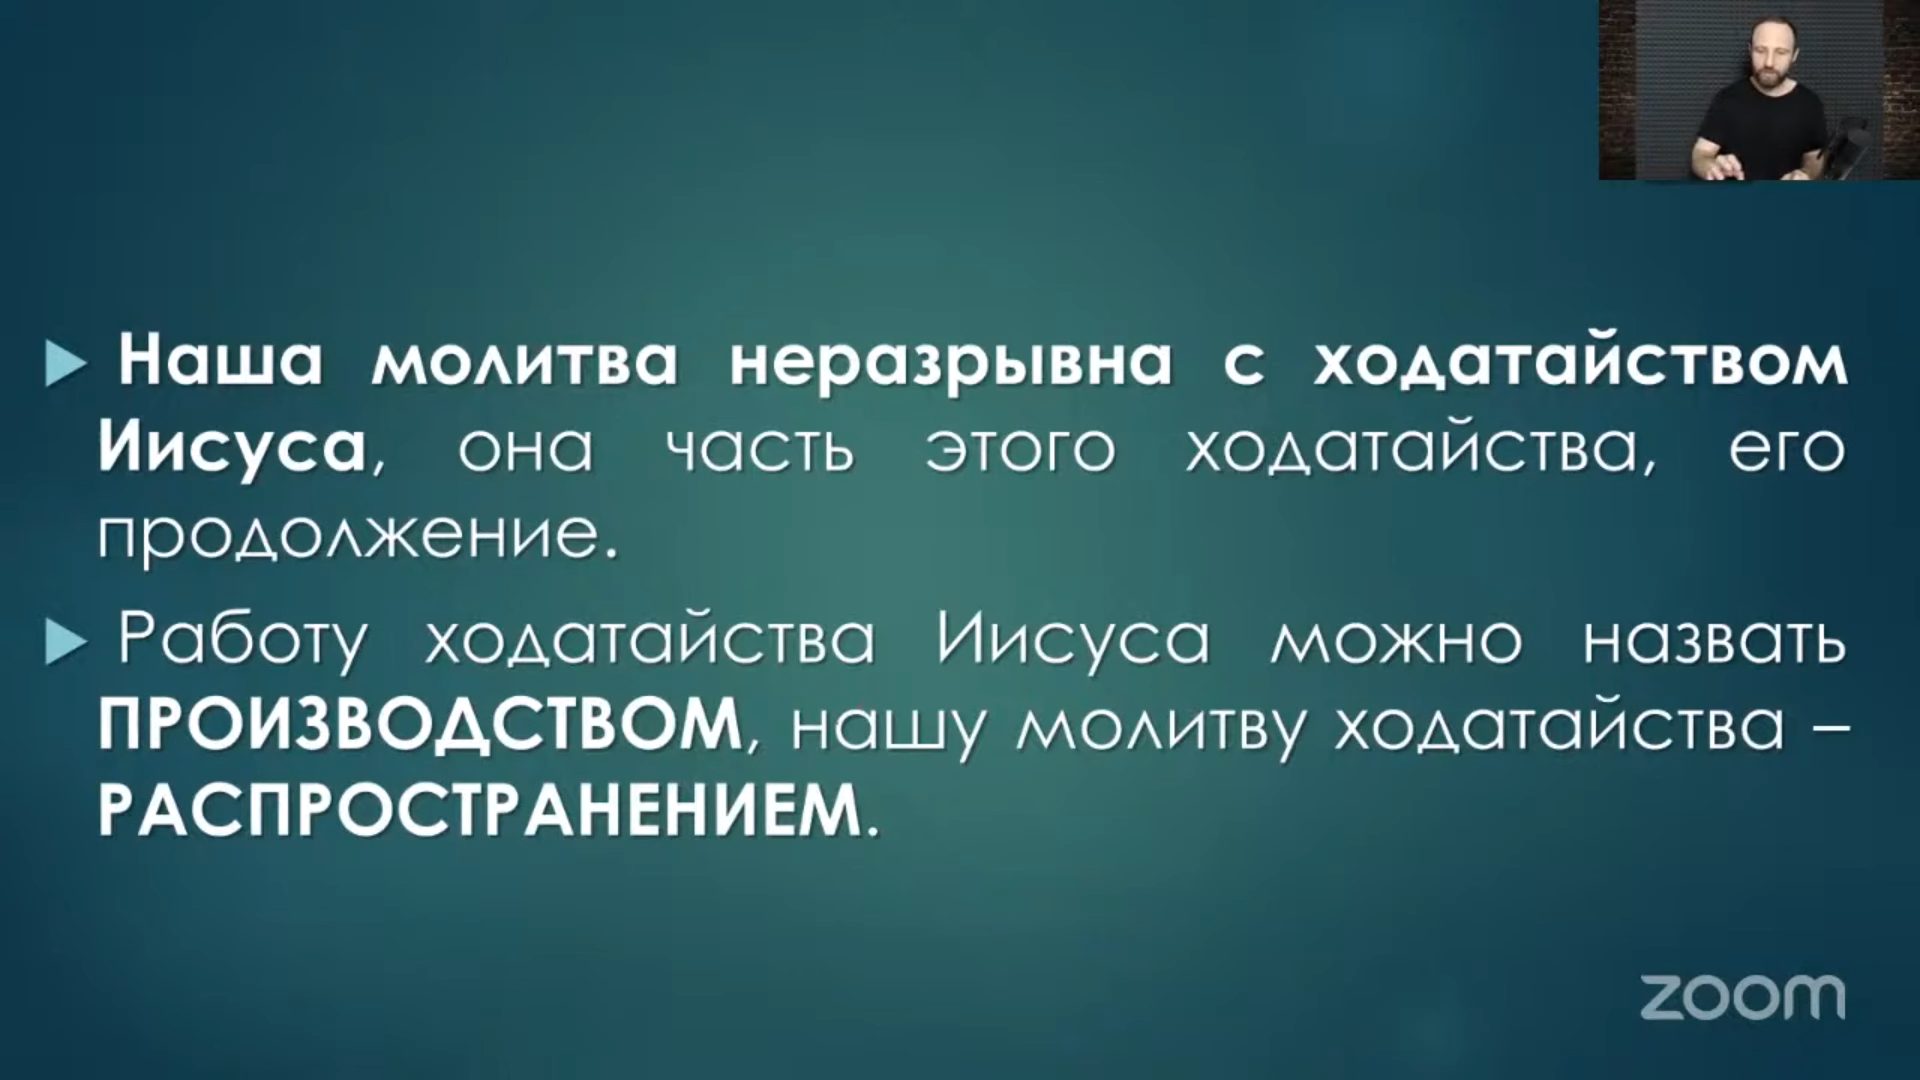 Наша молитва неразрывна с ходатайством
Иисуса, она часть этого ходатайства, его
продолжение.
Работу ходатайства Иисуса можно назвать
ПРОИЗВОДСТВОМ, нашу молитву ходатайства –
РАСПРОСТРАНЕНИЕМ.
zoom